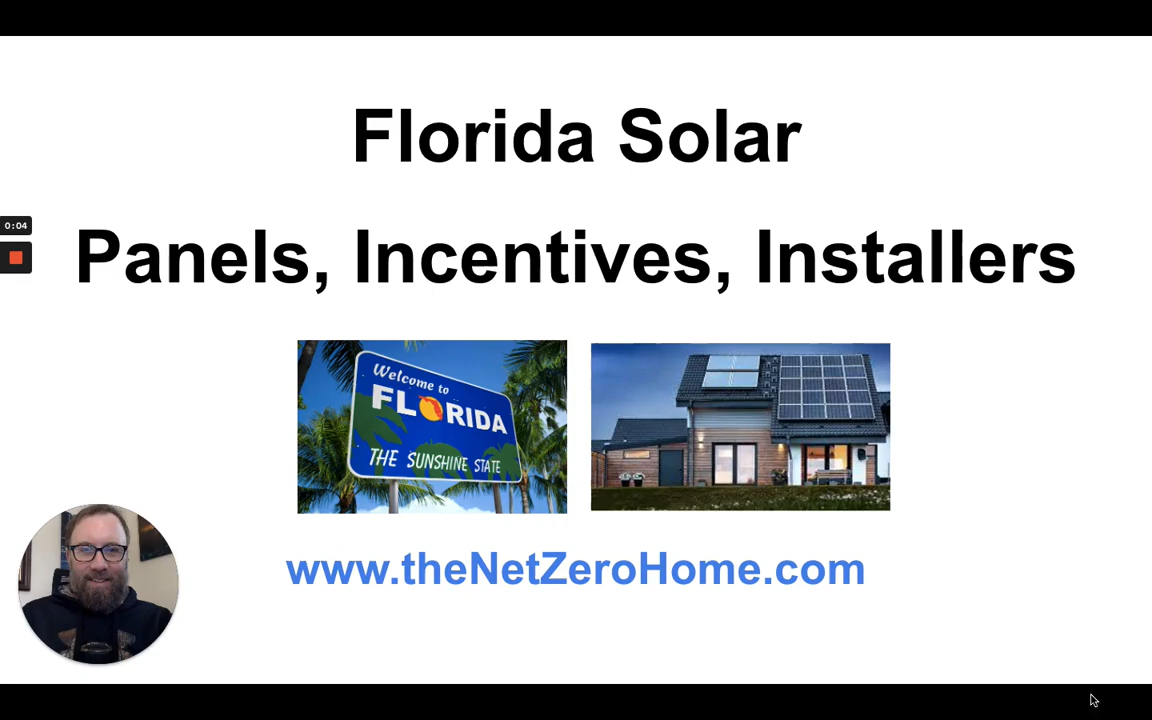 Florida Solar
0:04
Panels, Incentives, Installers
Welcome to
FLORIDA
THE SUNSHINE STATE
www.theNetZeroHome.com